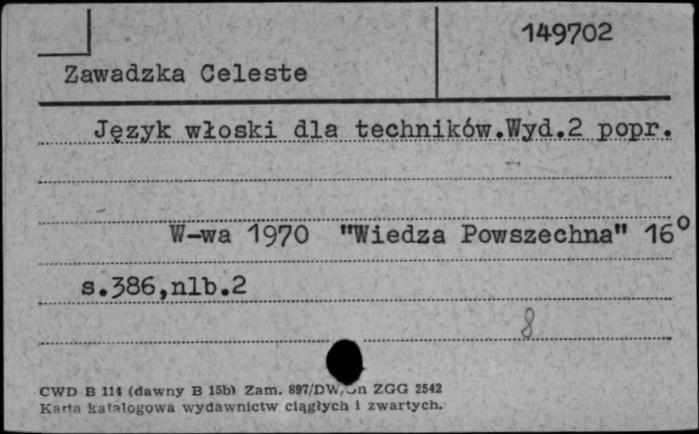 149702
Zawadzka Celeste
Język włoski dla techników.Wyd.2 popr.
W-wa 1970 "Wiedza Powszechna" 16º
s.386,nlb.2
8
CWD B 114 (dawny B 15b) Zam. 897/DW, ZGG 2542
Karta katalogowa wydawnictw ciągłych i zwartych.